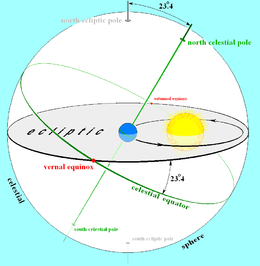 23°4
north ecliptic pole
north celestial pole
autumnal equinox
ecliptic
vernal equinox
23°4
celestial equator
south celestial pole
south ecliptic pole
celestial
sphere